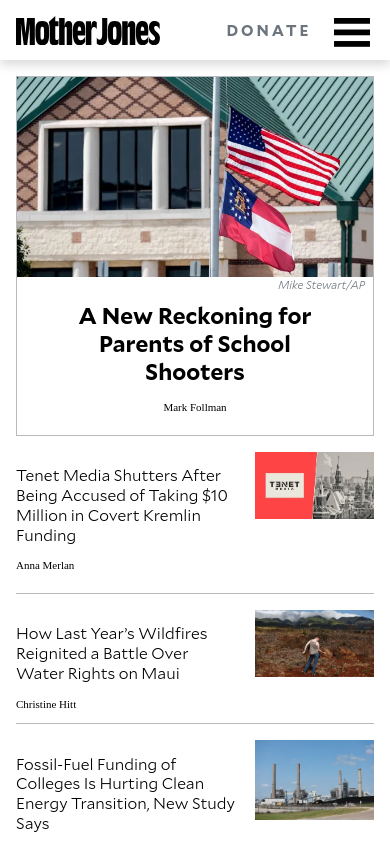 Mother Jones
DONATE
Mike Stewart/AP
A New Reckoning for
Parents of School
Shooters
Mark Follman
Tenet Media Shutters After
Being Accused of Taking $10
Million in Covert Kremlin
Funding
Anna Merlan
TENET
MEDIA
How Last Year’s Wildfires
Reignited a Battle Over
Water Rights on Maui
Christine Hitt
Fossil-Fuel Funding of
Colleges Is Hurting Clean
Energy Transition, New Study
Says